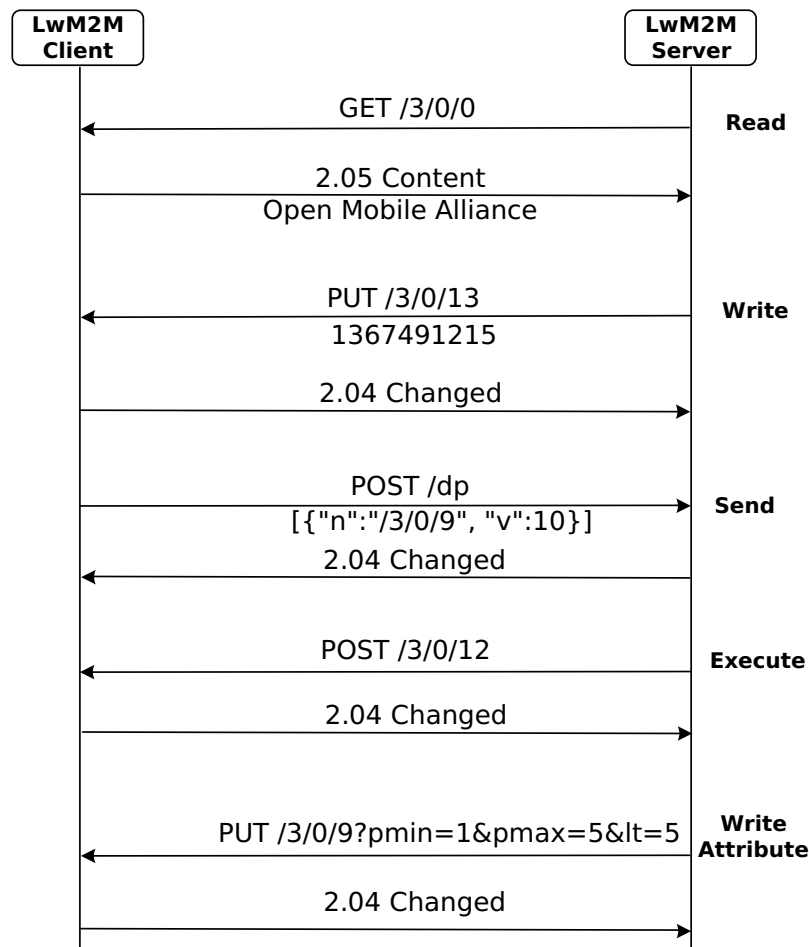 LwM2M
Client
LwM2M
Server
GET /3/0/0
Read
2.05 Content
Open Mobile Alliance
PUT /3/0/13
Write
1367491215
2.04 Changed
POST /dp
Send
[{"n":"/3/0/9", "v":10}]
2.04 Changed
POST /3/0/12
Execute
2.04 Changed
PUT /3/0/9?pmin=1&pmax=5&lt=5
Write
Attribute
2.04 Changed